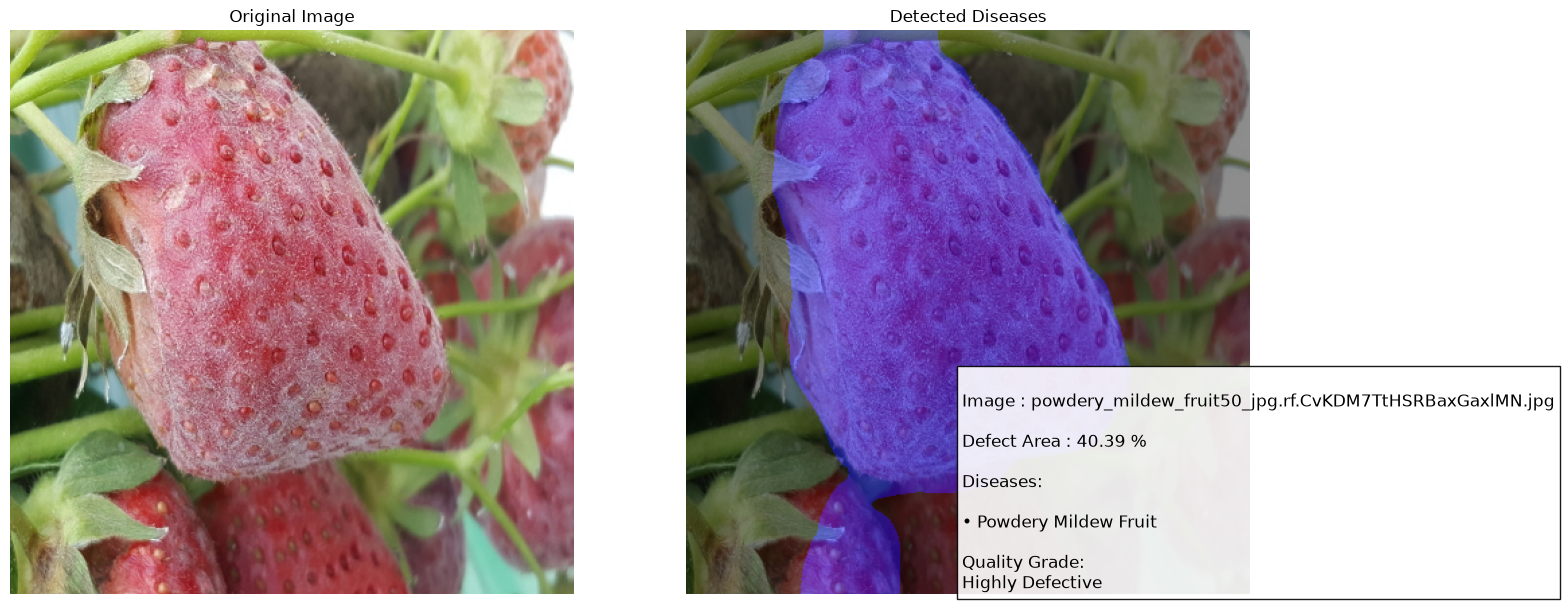 Original Image
Detected Diseases
Image : powdery_mildew_fruit50_jpg.rf.CvKDM7TtHSRBaxGaxlMN.jpg
Defect Area : 40.39 %
Diseases:
• Powdery Mildew Fruit
Quality Grade:
Highly Defective